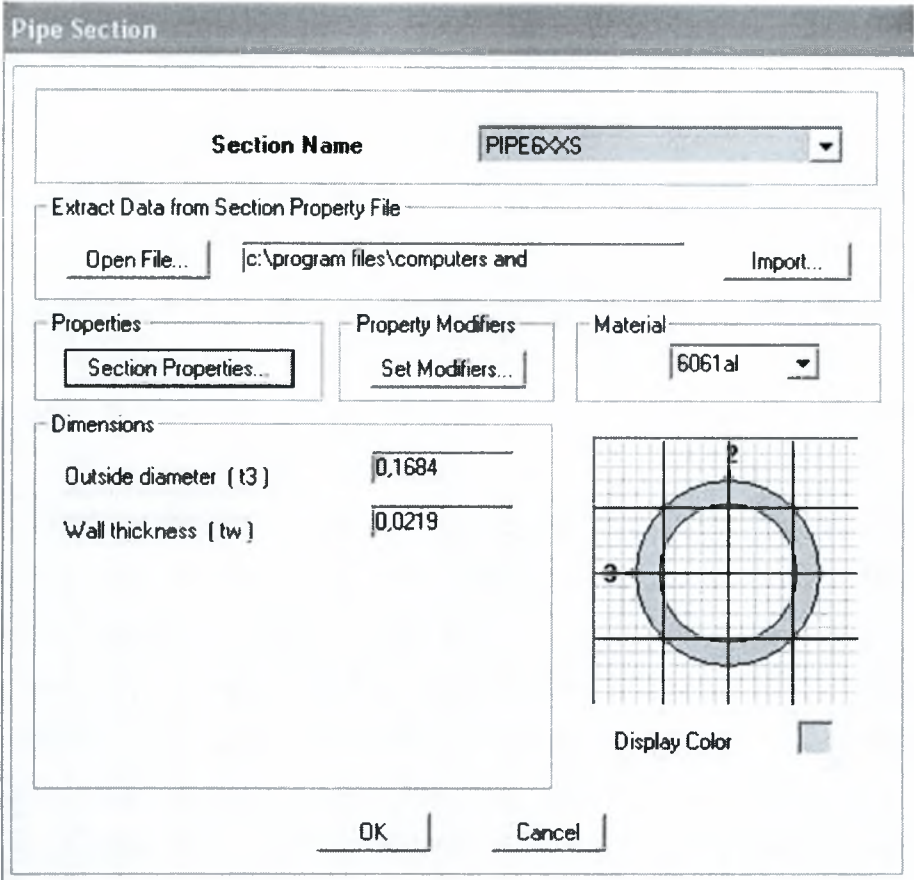 Pipe Section
Section Name PIPE6XXS
Extract Data from Section Property File
Open File... c:\program files\computers and Import...
Properties Property Modifiers Material
Section Properties... Set Modifiers... 6061al
Dimensions
Outside diameter ( t3 ) 0,1684
Wall thickness ( tw ) 0,0219
2
3
Display Color
OK Cancel